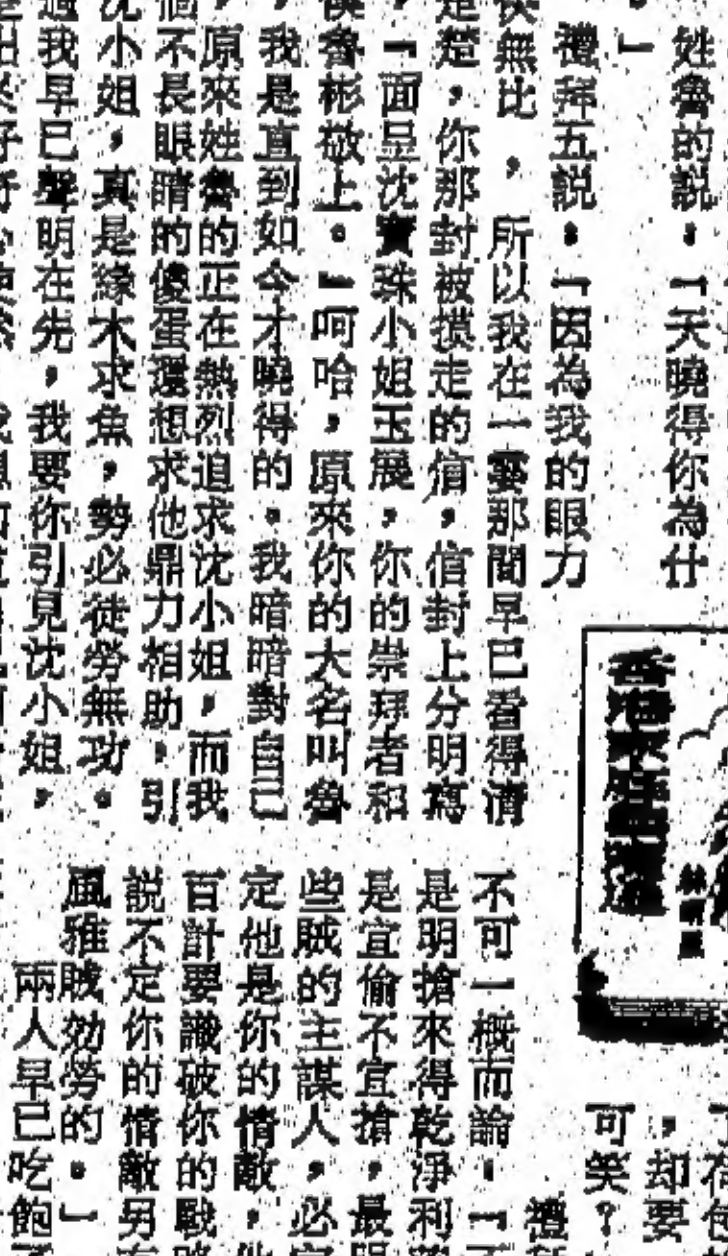 姓魯的説。「天曉得你為什
」
禮拜五説。「因為我的眼力
無比，所以我在一霎那間早已看得清
楚，你那封被摸走的信，信封上分明寫
，「面呈沈寶珠小姐玉展，你的崇拜者和
魯彬敬上。」呵哈，原來你的大名叫魯
，我是直到如今才曉得的。我暗暗對自己
，原來姓魯的正在熱烈追求沈小姐，而我
個不長眼睛的傻蛋還想求他鼎力相助，引
沈小姐，真是緣木求魚，勢必徒勞無功。
過我早已聲明在先，我要你引見沈小姐，
香港
却要
可笑？
禮
不可一概而論。「
是明搶來得乾淨利
是宜偷不宜搶，最
些賊的主謀人，必
定他是你的情敵，
百計要識破你的戰
説不定你的情敵另
風雅賊効勞的。」
兩人早已吃飽